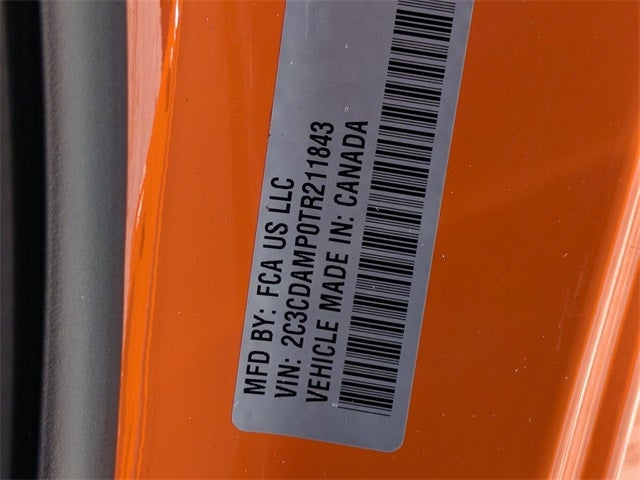 MFD BY: FCA US LLC
VIN: 2C3CDAMP0TR211843
VEHICLE MADE IN: CANADA